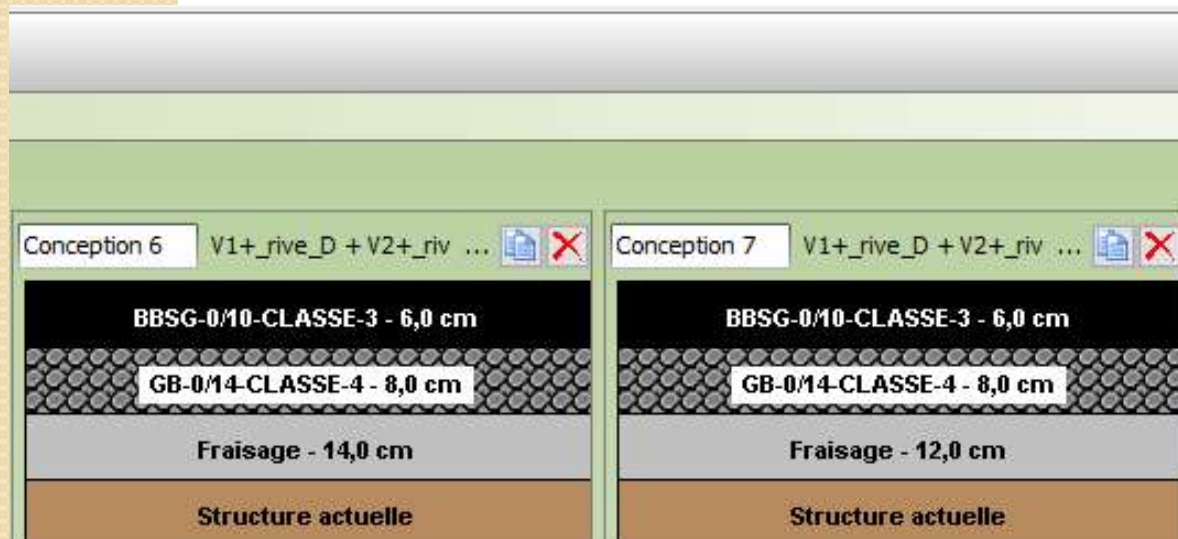 Conception 6 V1+_rive_D + V2+_riv ...
BBSG-0/10-CLASSE-3 - 6,0 cm
GB-0/14-CLASSE-4 - 8,0 cm
Fraisage - 14,0 cm
Structure actuelle
Conception 7 V1+_rive_D + V2+_riv ...
BBSG-0/10-CLASSE-3 - 6,0 cm
GB-0/14-CLASSE-4 - 8,0 cm
Fraisage - 12,0 cm
Structure actuelle